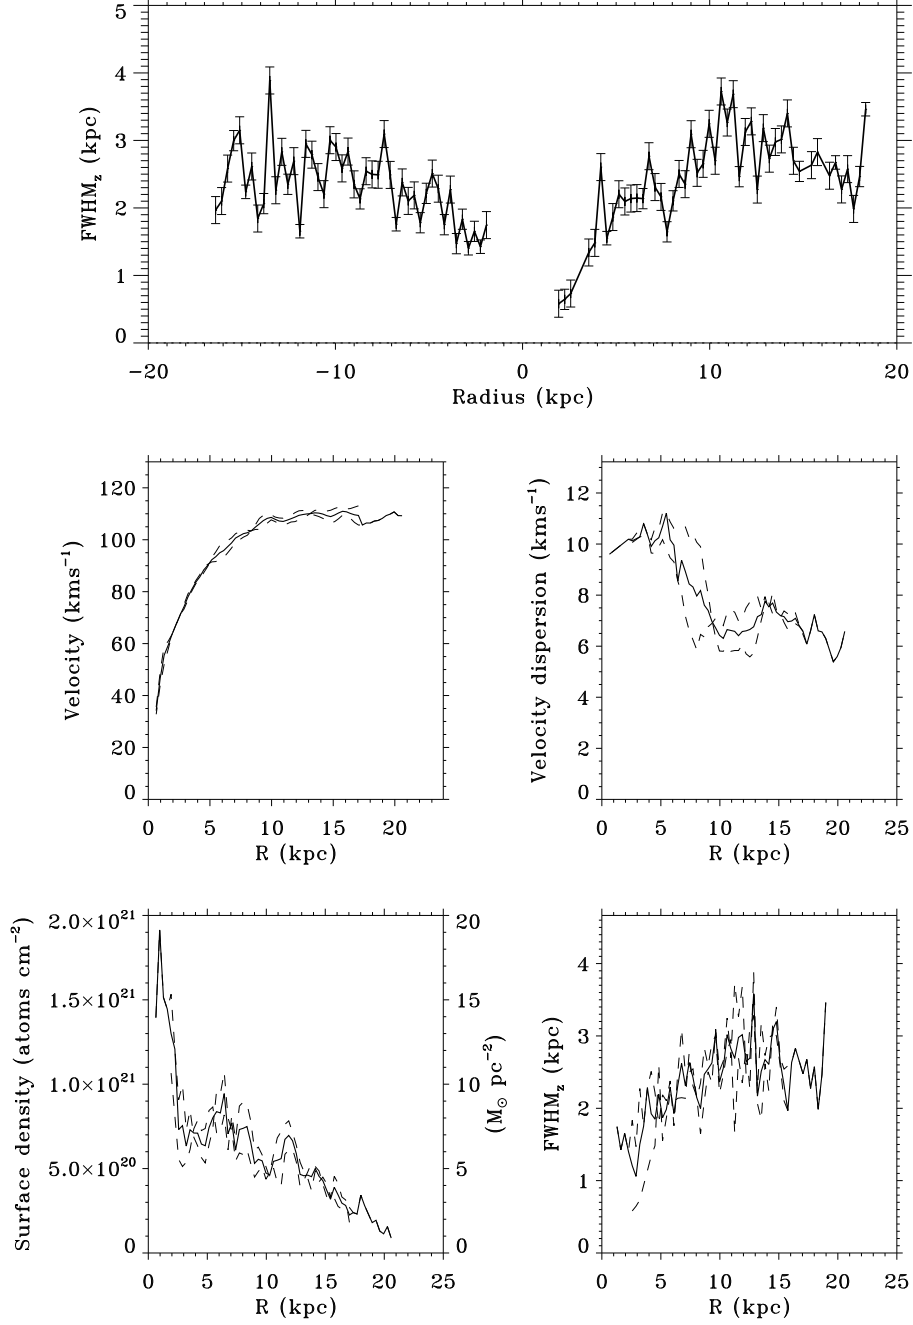 5
4
3
2
1
0
FWHM_z (kpc)
−20 −10 0 10 20
Radius (kpc)
120
100
80
60
40
20
0
Velocity (kms⁻¹)
0 5 10 15 20
R (kpc)
12
10
8
6
4
2
0
Velocity dispersion (kms⁻¹)
0 5 10 15 20 25
R (kpc)
2.0×10²¹
1.5×10²¹
1.0×10²¹
5.0×10²⁰
0
Surface density (atoms cm⁻²)
20
15
10
5
0
(M⊙ pc⁻²)
0 5 10 15 20 25
R (kpc)
4
3
2
1
0
FWHM_z (kpc)
0 5 10 15 20 25
R (kpc)